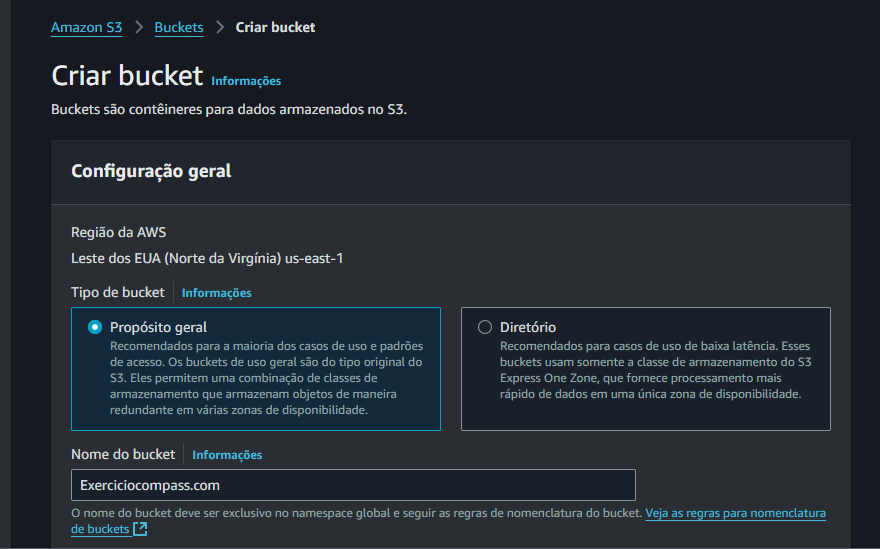 Amazon S3 > Buckets > Criar bucket
Criar bucket Informações
Buckets são contêineres para dados armazenados no S3.
Configuração geral
Região da AWS
Leste dos EUA (Norte da Virgínia) us-east-1
Tipo de bucket Informações
Propósito geral
Recomendados para a maioria dos casos de uso e padrões
de acesso. Os buckets de uso geral são do tipo original do
S3. Eles permitem uma combinação de classes de
armazenamento que armazenam objetos de maneira
redundante em várias zonas de disponibilidade.
Diretório
Recomendados para casos de uso de baixa latência. Esses
buckets usam somente a classe de armazenamento do S3
Express One Zone, que fornece processamento mais
rápido de dados em uma única zona de disponibilidade.
Nome do bucket Informações
Exerciciocompass.com
O nome do bucket deve ser exclusivo no namespace global e seguir as regras de nomenclatura do bucket. Veja as regras para nomenclatura
de buckets